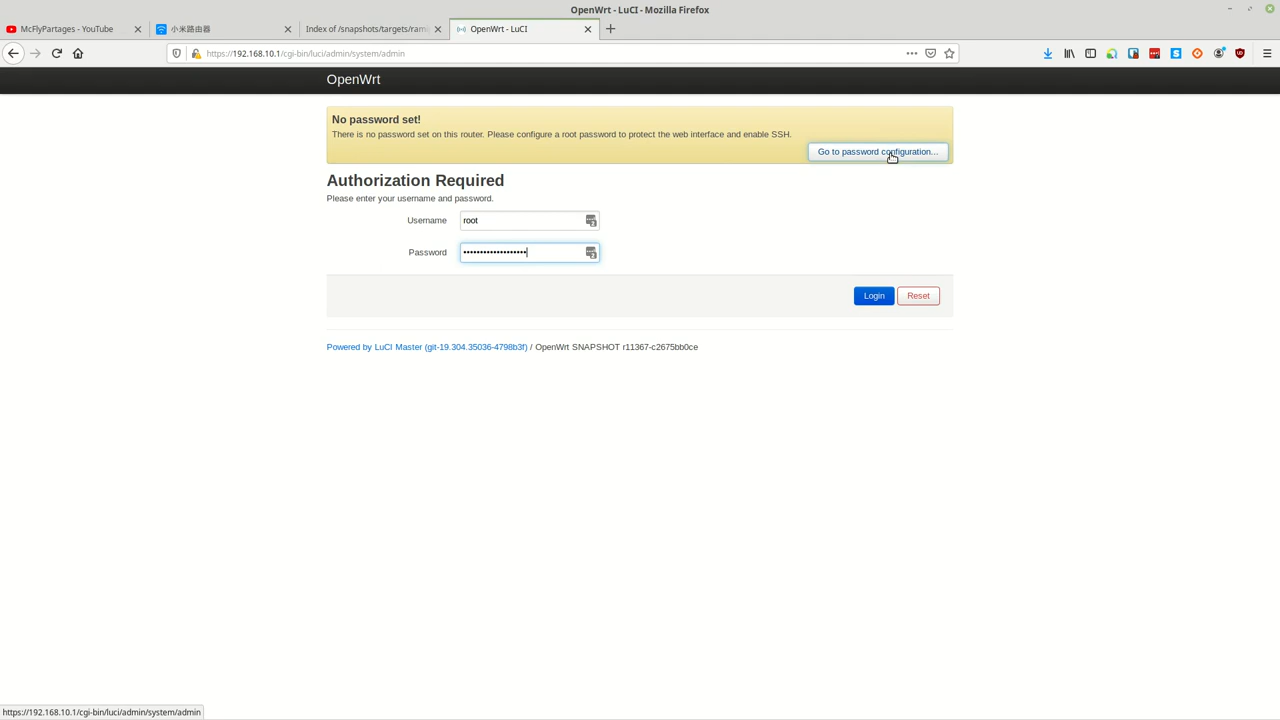 OpenWrt - LuCI - Mozilla Firefox
McFlyPartages - YouTube
小米路由器
Index of /snapshots/targets/rami
OpenWrt - LuCI
https://192.168.10.1/cgi-bin/luci/admin/system/admin
OpenWrt
No password set!
There is no password set on this router. Please configure a root password to protect the web interface and enable SSH.
Go to password configuration...
Authorization Required
Please enter your username and password.
Username root
Password •••••••••••••••••••
Login Reset
Powered by LuCI Master (git-19.304.35036-4798b3f) / OpenWrt SNAPSHOT r11367-c2675bb0ce
https://192.168.10.1/cgi-bin/luci/admin/system/admin